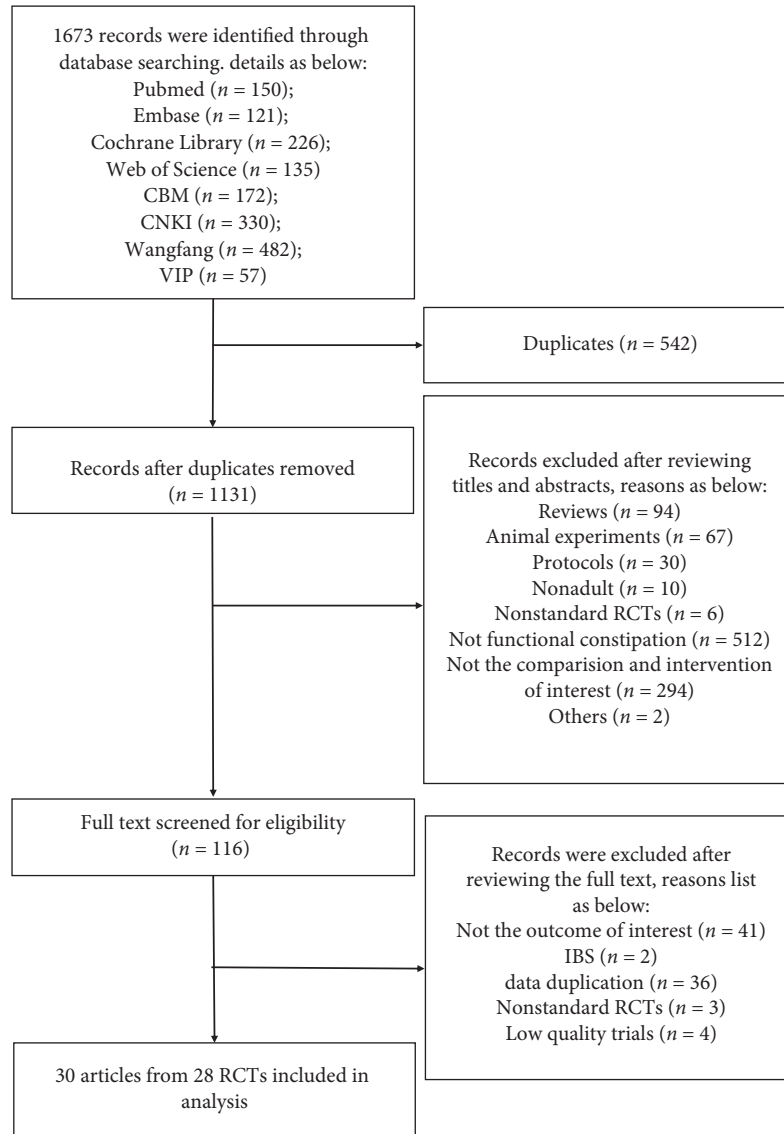 1673 records were identified through
database searching. details as below:
Pubmed (n = 150);
Embase (n = 121);
Cochrane Library (n = 226);
Web of Science (n = 135)
CBM (n = 172);
CNKI (n = 330);
Wangfang (n = 482);
VIP (n = 57)
Duplicates (n = 542)
Records after duplicates removed
(n = 1131)
Records excluded after reviewing
titles and abstracts, reasons as below:
Reviews (n = 94)
Animal experiments (n = 67)
Protocols (n = 30)
Nonadult (n = 10)
Nonstandard RCTs (n = 6)
Not functional constipation (n = 512)
Not the comparision and intervention
of interest (n = 294)
Others (n = 2)
Full text screened for eligibility
(n = 116)
Records were excluded after
reviewing the full text, reasons list
as below:
Not the outcome of interest (n = 41)
IBS (n = 2)
data duplication (n = 36)
Nonstandard RCTs (n = 3)
Low quality trials (n = 4)
30 articles from 28 RCTs included in
analysis